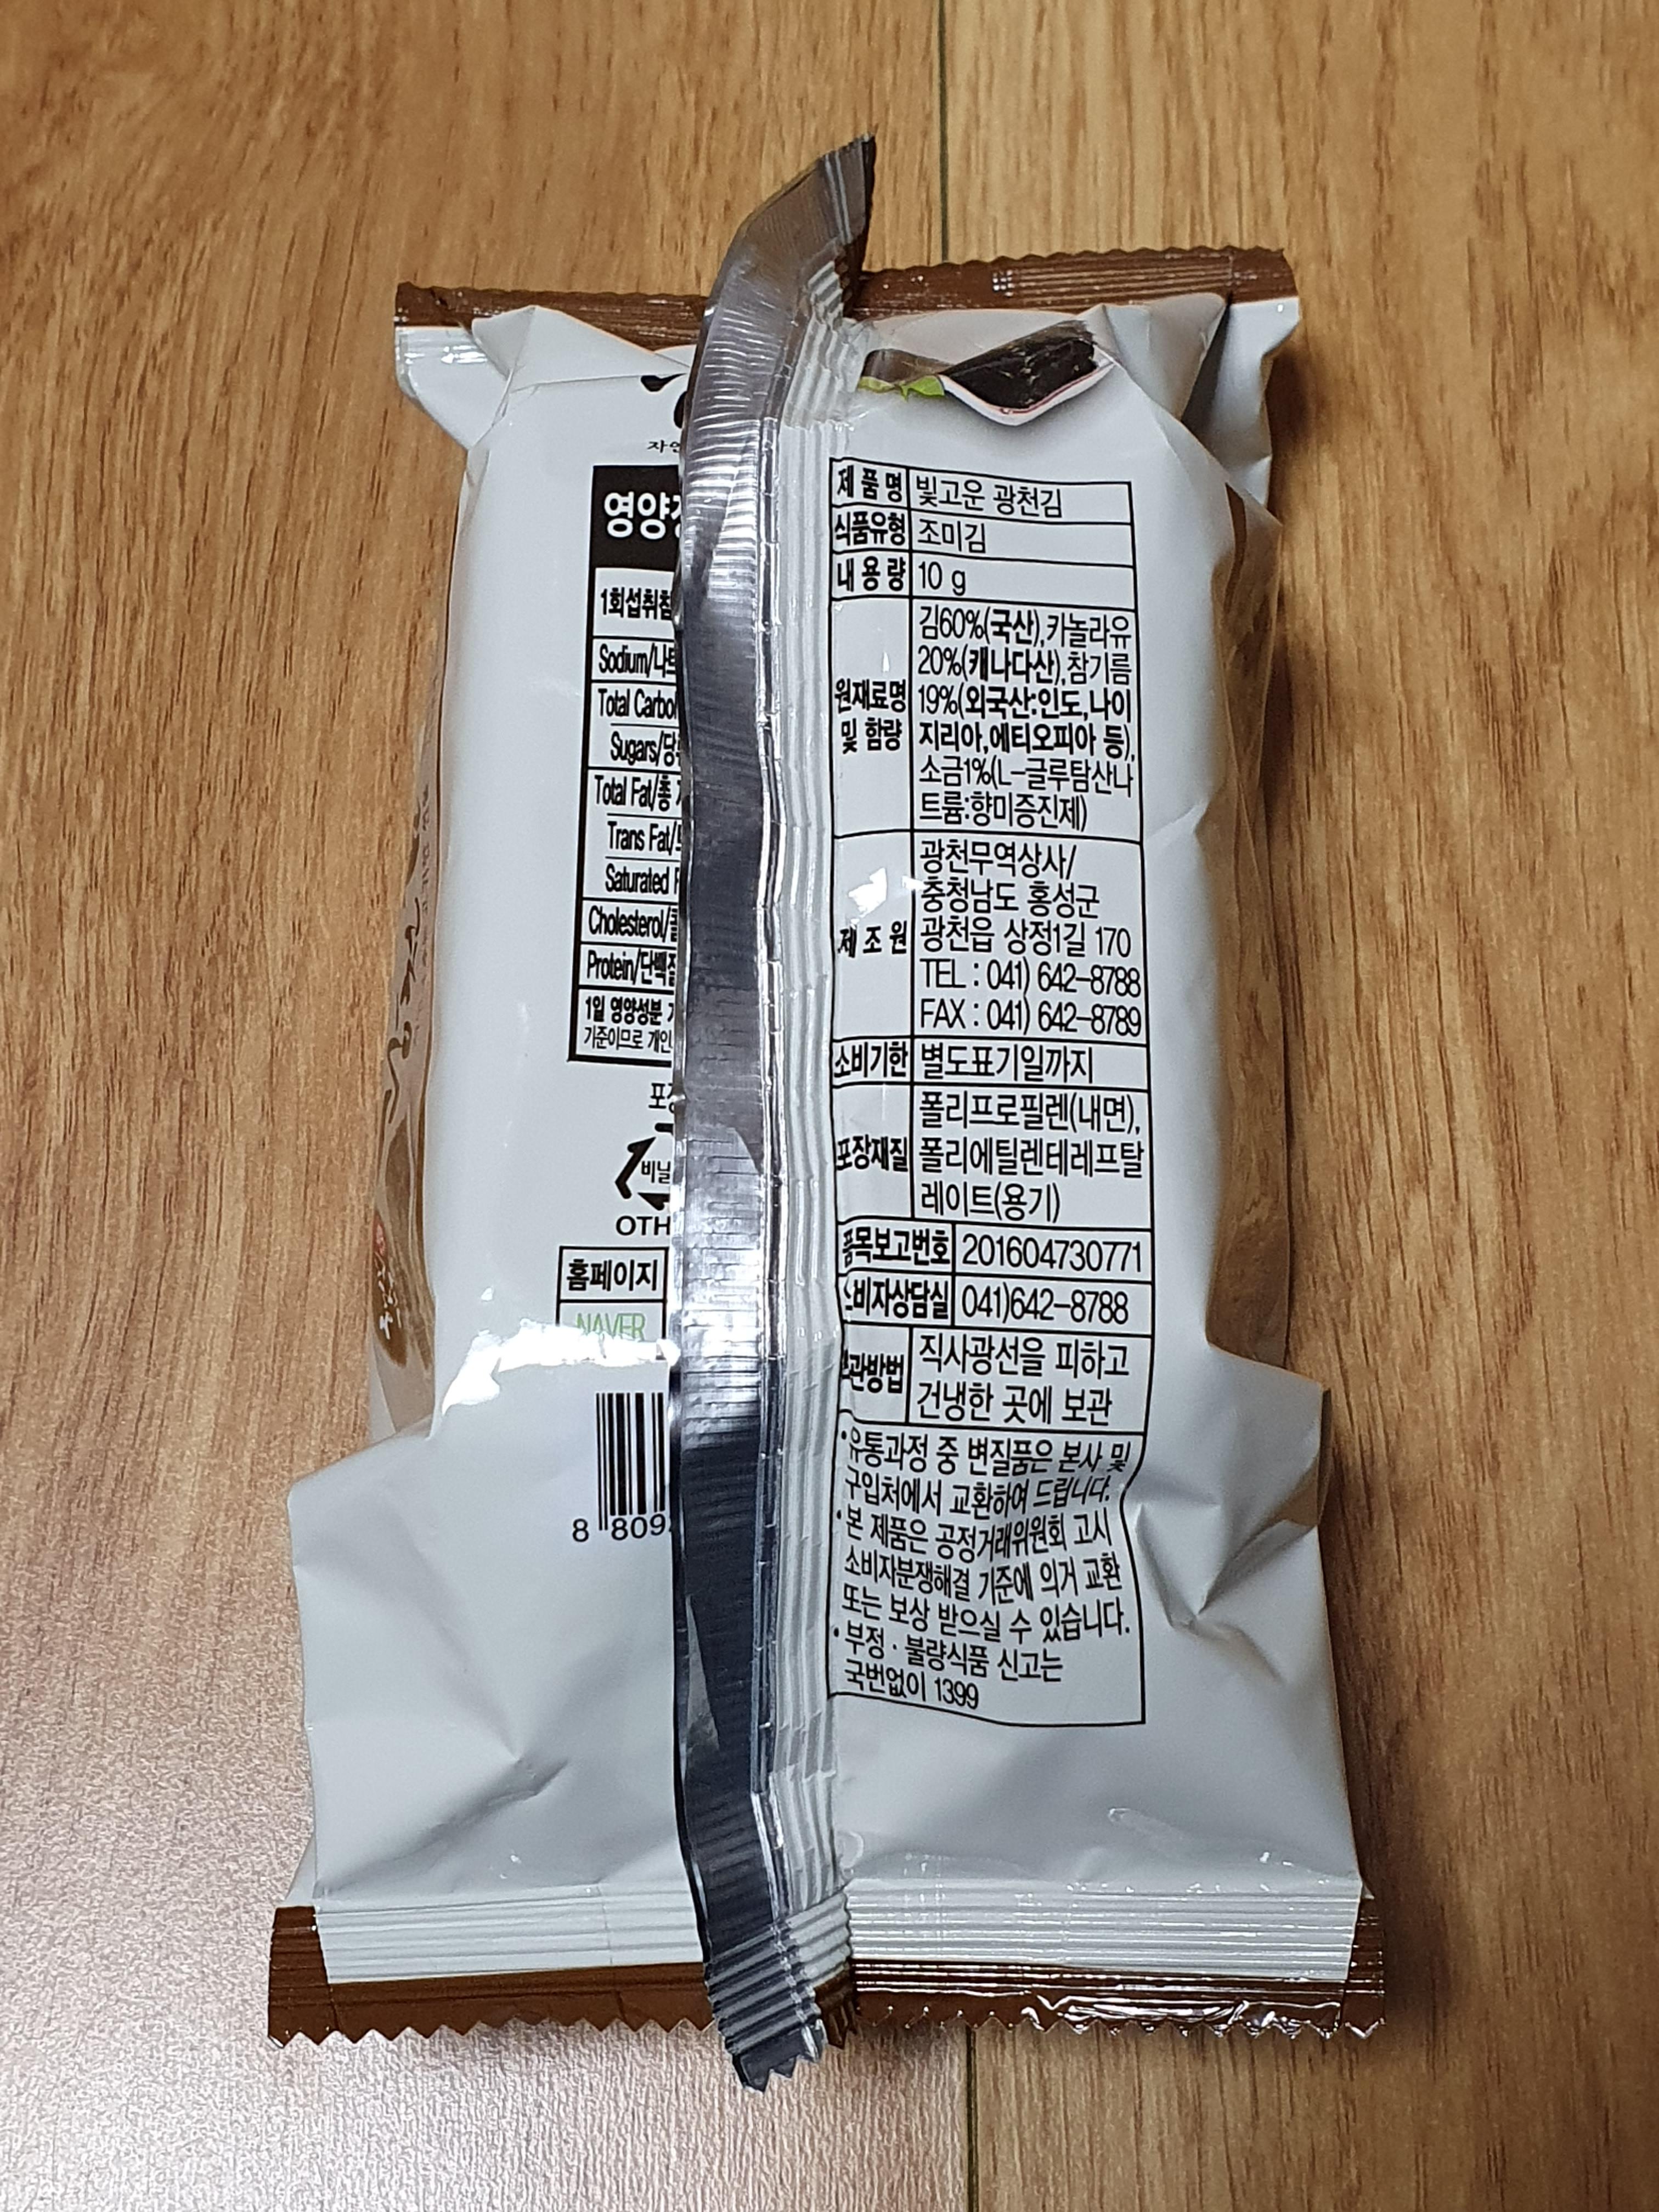 영양
1회섭취
Sodium/나트
Total Carbo
Sugars/당
Total Fat/총
Trans Fat/
Saturated F
Cholesterol/콜
Protein/단백질
1일 영양성분
기준이므로 개인
비닐
OTH
홈페이지
NAVER
8 809
제품명 빛고운 광천김
식품유형 조미김
내용량 10 g
원재료명 및 함량
김60%(국산),카놀라유
20%(캐나다산),참기름
19%(외국산:인도,나이
지리아,에티오피아 등),
소금1%(L-글루탐산나
트륨:향미증진제)
제조원
광천무역상사/
충청남도 홍성군
광천읍 상정1길 170
TEL : 041) 642-8788
FAX : 041) 642-8789
소비기한 별도표기일까지
포장재질
폴리프로필렌(내면),
폴리에틸렌테레프탈
레이트(용기)
품목보고번호 201604730771
소비자상담실 041)642-8788
보관방법
직사광선을 피하고
건냉한 곳에 보관
•유통과정 중 변질품은 본사 및
구입처에서 교환하여 드립니다.
•본 제품은 공정거래위원회 고시
소비자분쟁해결 기준에 의거 교환
또는 보상 받으실 수 있습니다.
•부정·불량식품 신고는
국번없이 1399